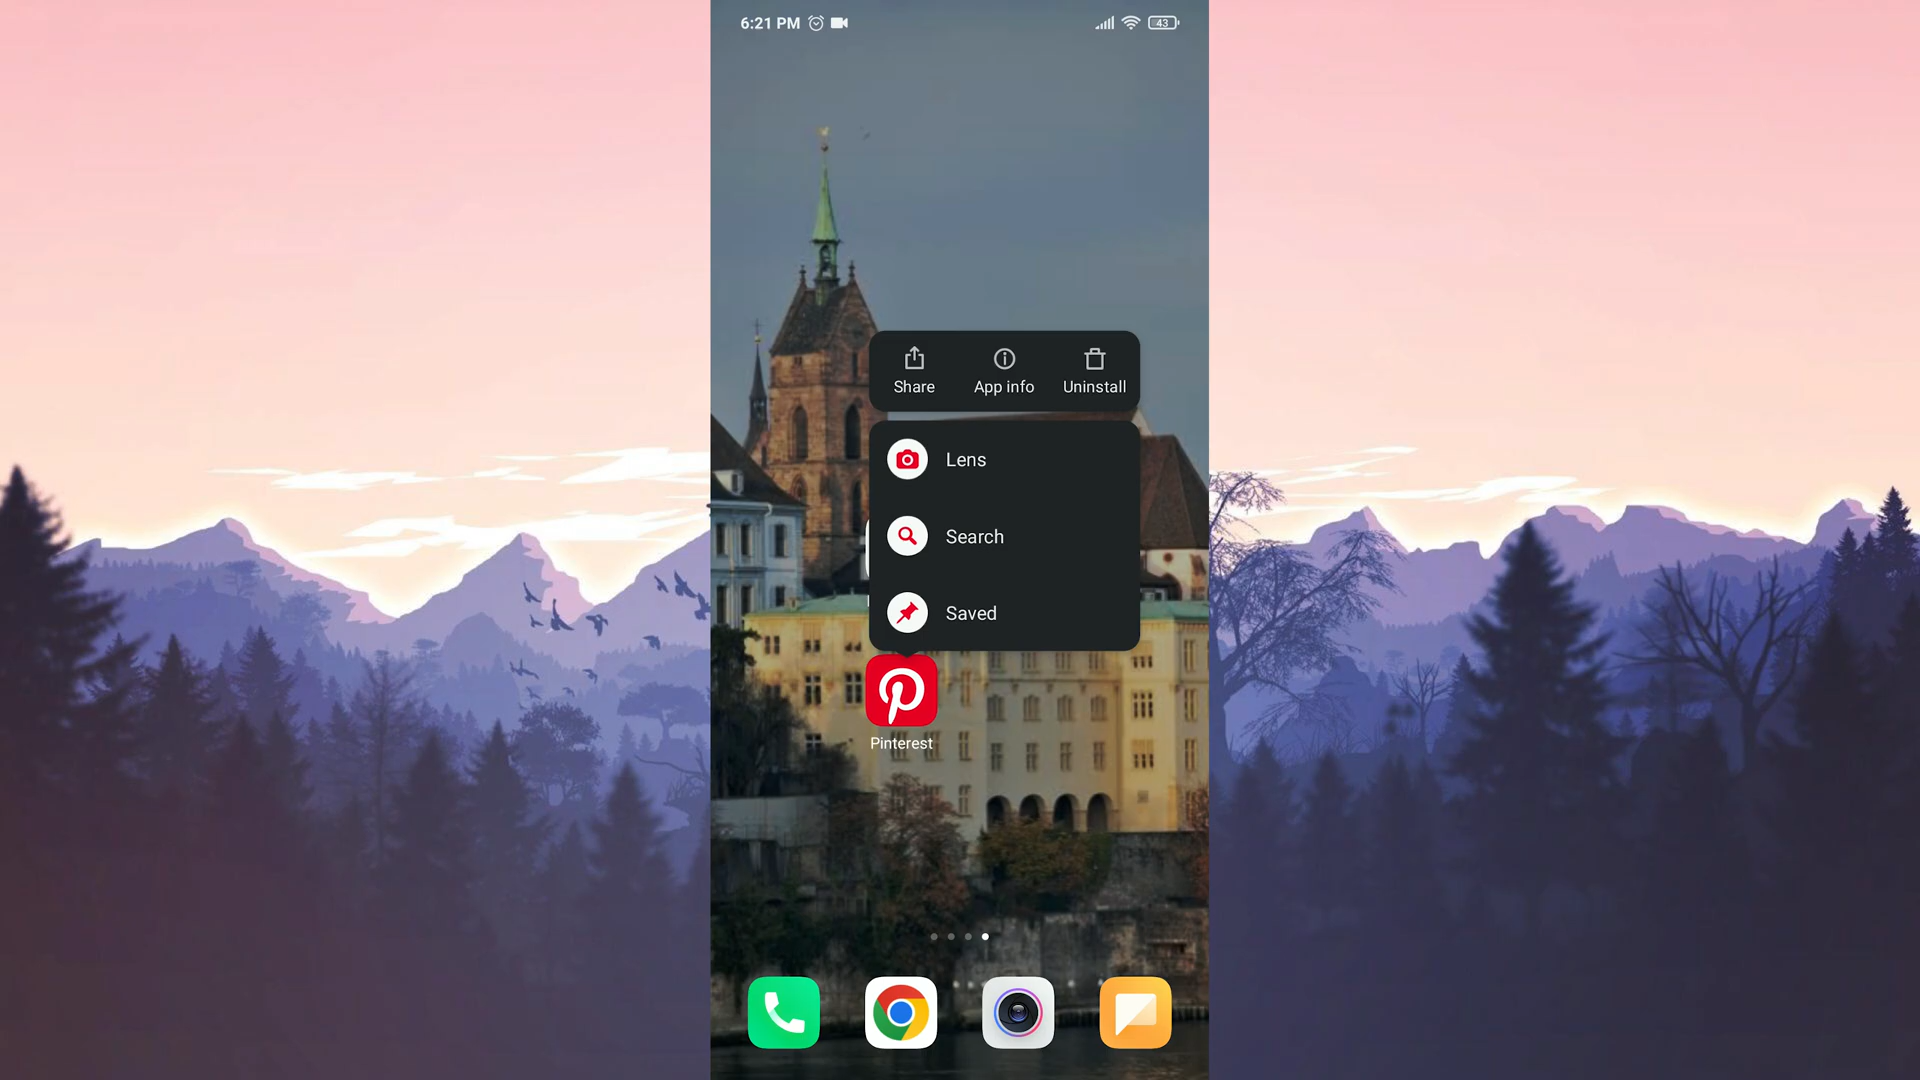 6:21 PM
43
Share App info Uninstall
Lens
Search
Saved
Pinterest